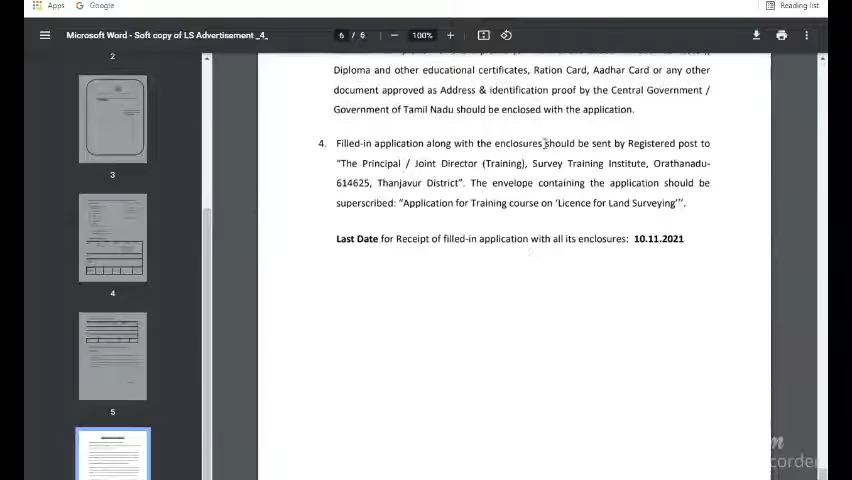 Apps
Google
Reading list
Microsoft Word - Soft copy of LS Advertisement _4_
6 / 6
100%
2
3
4
5
Diploma and other educational certificates, Ration Card, Aadhar Card or any other
document approved as Address & identification proof by the Central Government /
Government of Tamil Nadu should be enclosed with the application.
4. Filled-in application along with the enclosures should be sent by Registered post to
“The Principal / Joint Director (Training), Survey Training Institute, Orathanadu-
614625, Thanjavur District”. The envelope containing the application should be
superscribed: “Application for Training course on ‘Licence for Land Surveying’”.
Last Date for Receipt of filled-in application with all its enclosures: 10.11.2021